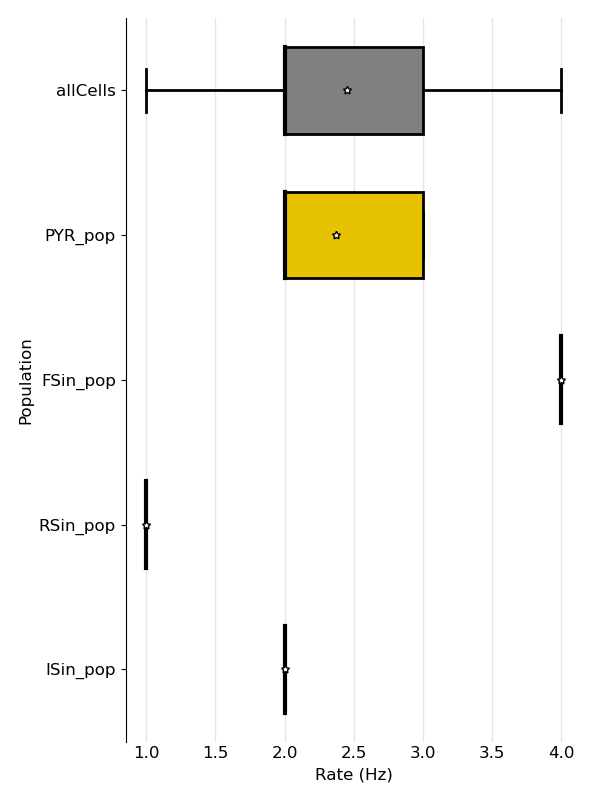 allCells
PYR_pop
FSin_pop
RSin_pop
ISin_pop
Population
1.0 1.5 2.0 2.5 3.0 3.5 4.0
Rate (Hz)